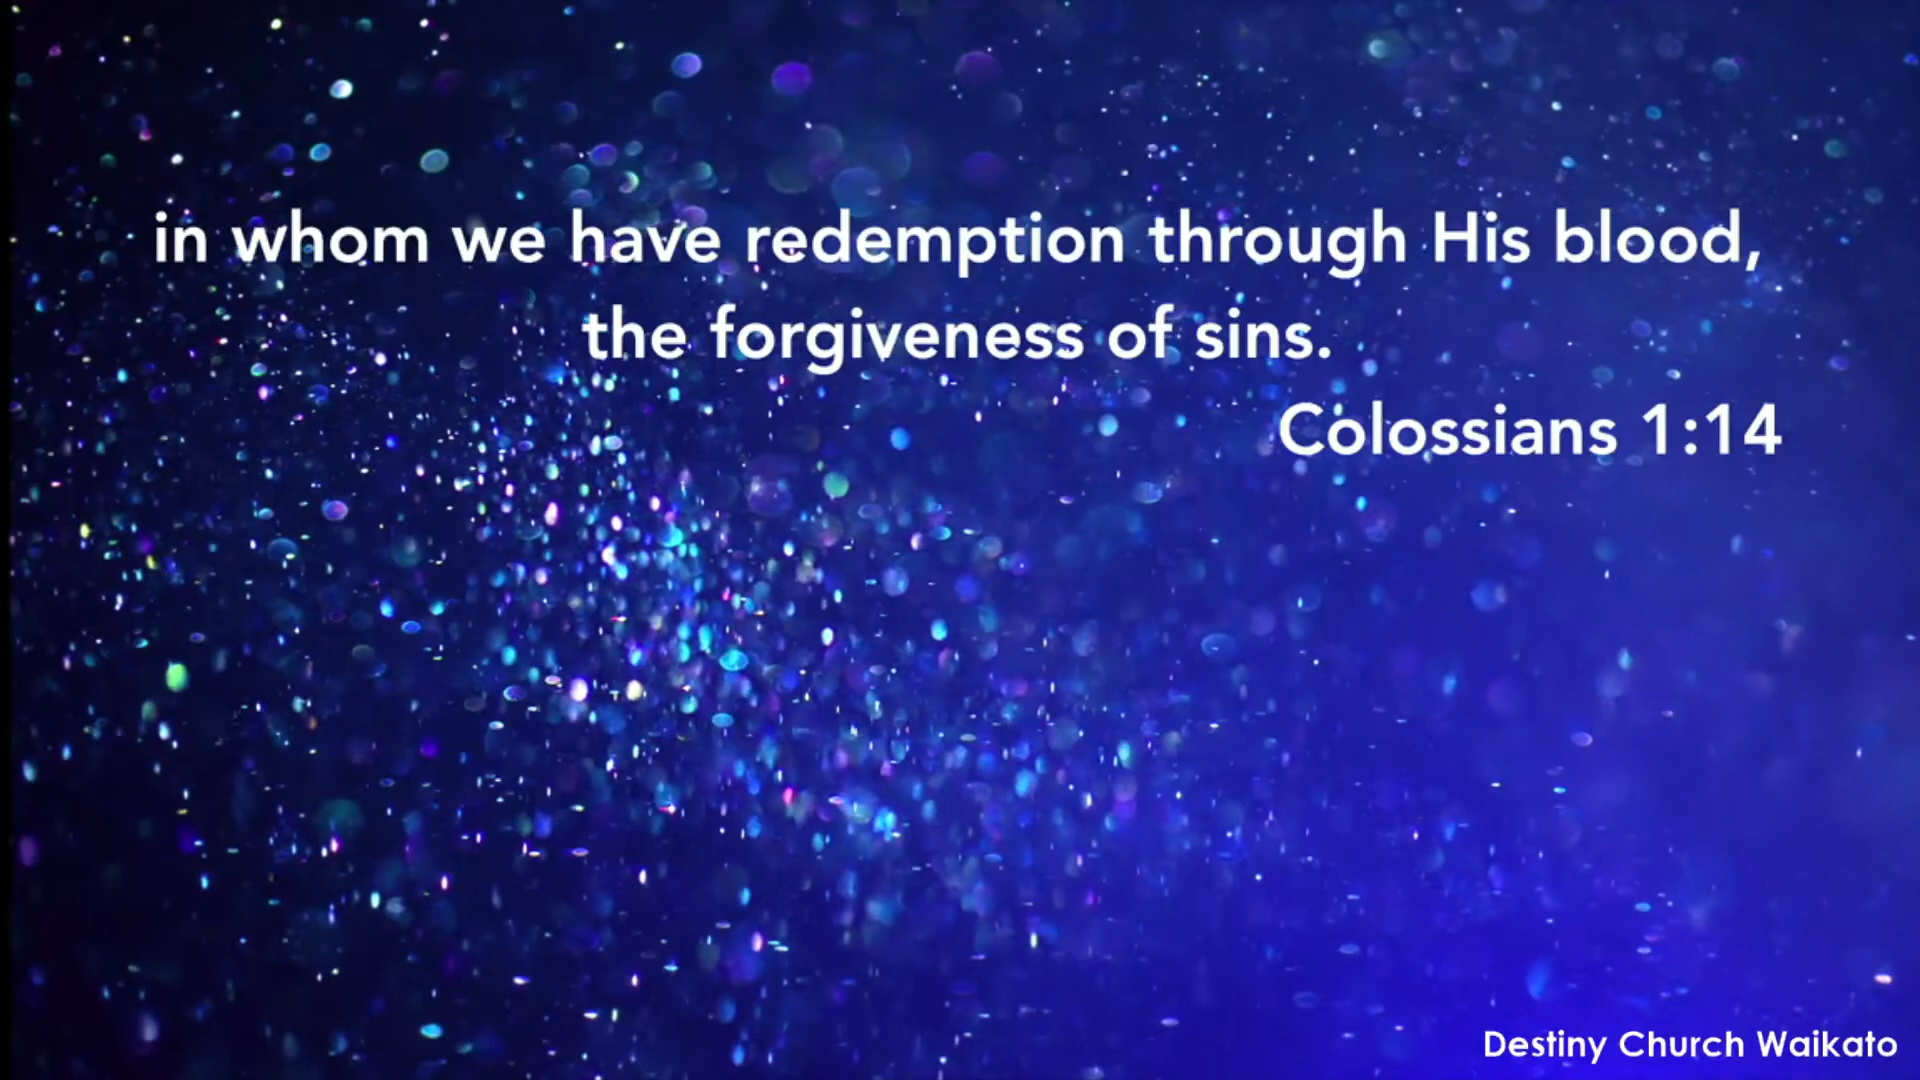 in whom we have redemption through His blood,
the forgiveness of sins.
Colossians 1:14
Destiny Church Waikato